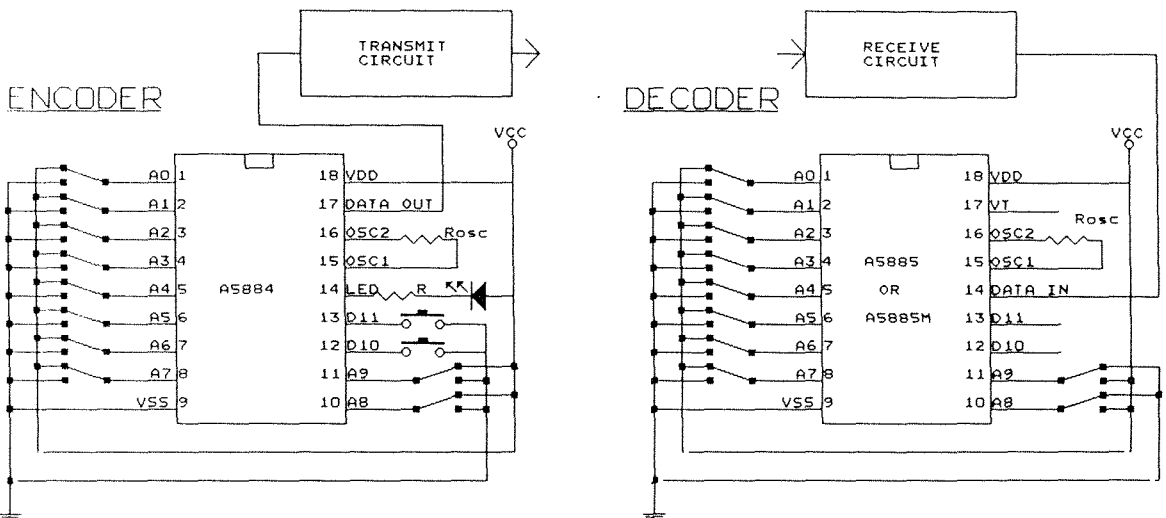 TRANSMIT
CIRCUIT
ENCODER
VCC
A0 1
A1 2
A2 3
A3 4
A4 5
A5 6
A6 7
A7 8
VSS 9
A5884
18 VDD
17 DATA OUT
16 OSC2
Rosc
15 OSC1
14 LED
R
13 D11
12 D10
11 A9
10 A8
RECEIVE
CIRCUIT
DECODER
VCC
A0 1
A1 2
A2 3
A3 4
A4 5
A5 6
A6 7
A7 8
VSS 9
A5885
OR
A5885M
18 VDD
17 VT
16 OSC2
Rosc
15 OSC1
14 DATA IN
13 D11
12 D10
11 A9
10 A8